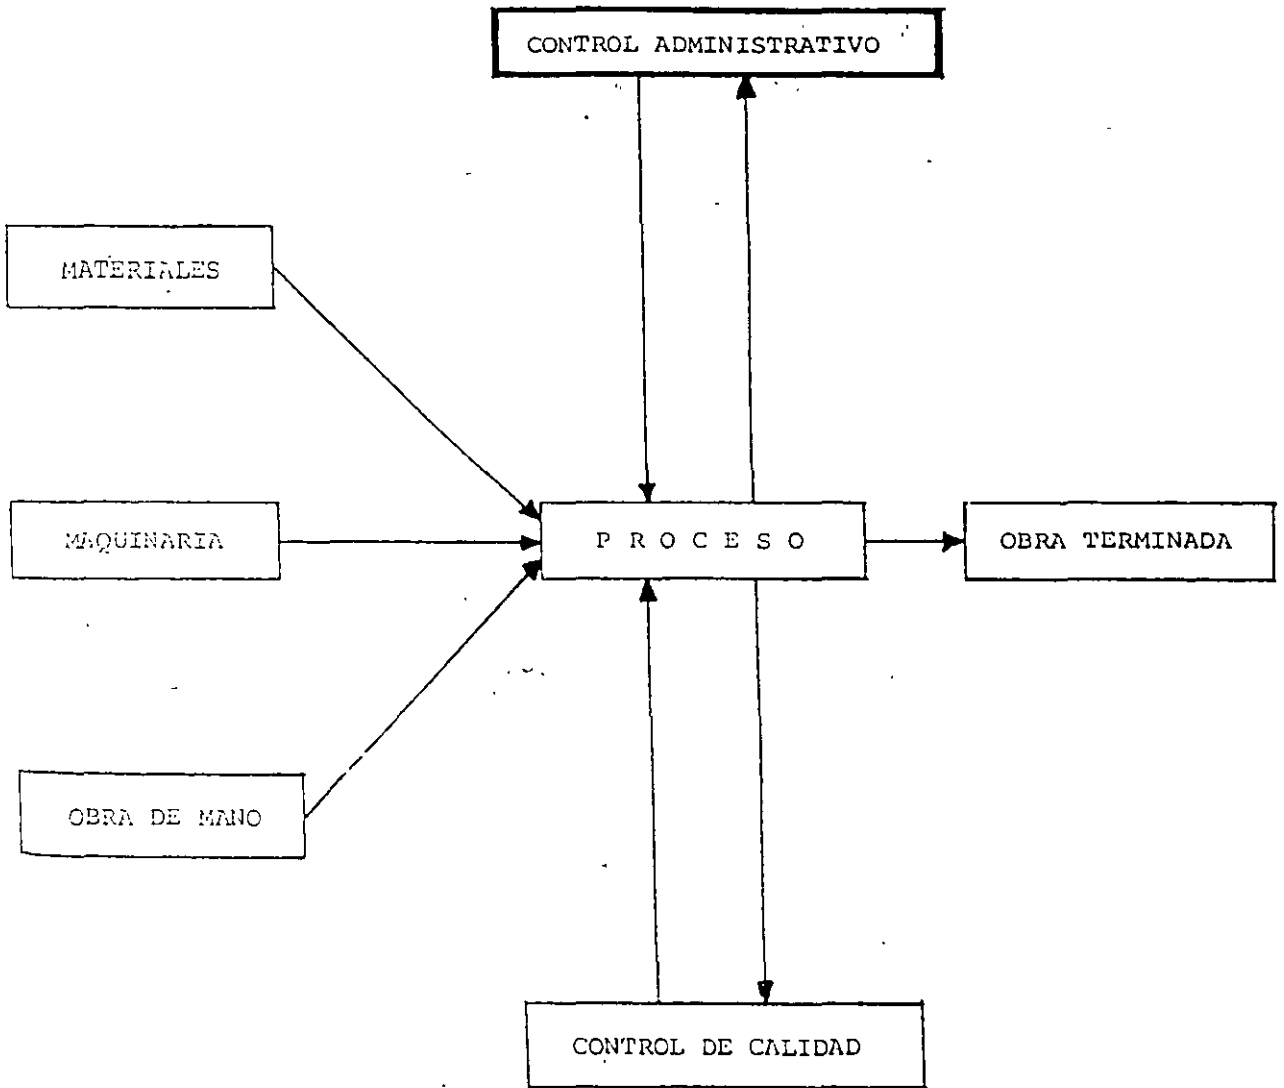 CONTROL ADMINISTRATIVO
MATERIALES
MAQUINARIA
P R O C E S O
OBRA TERMINADA
OBRA DE MANO
CONTROL DE CALIDAD